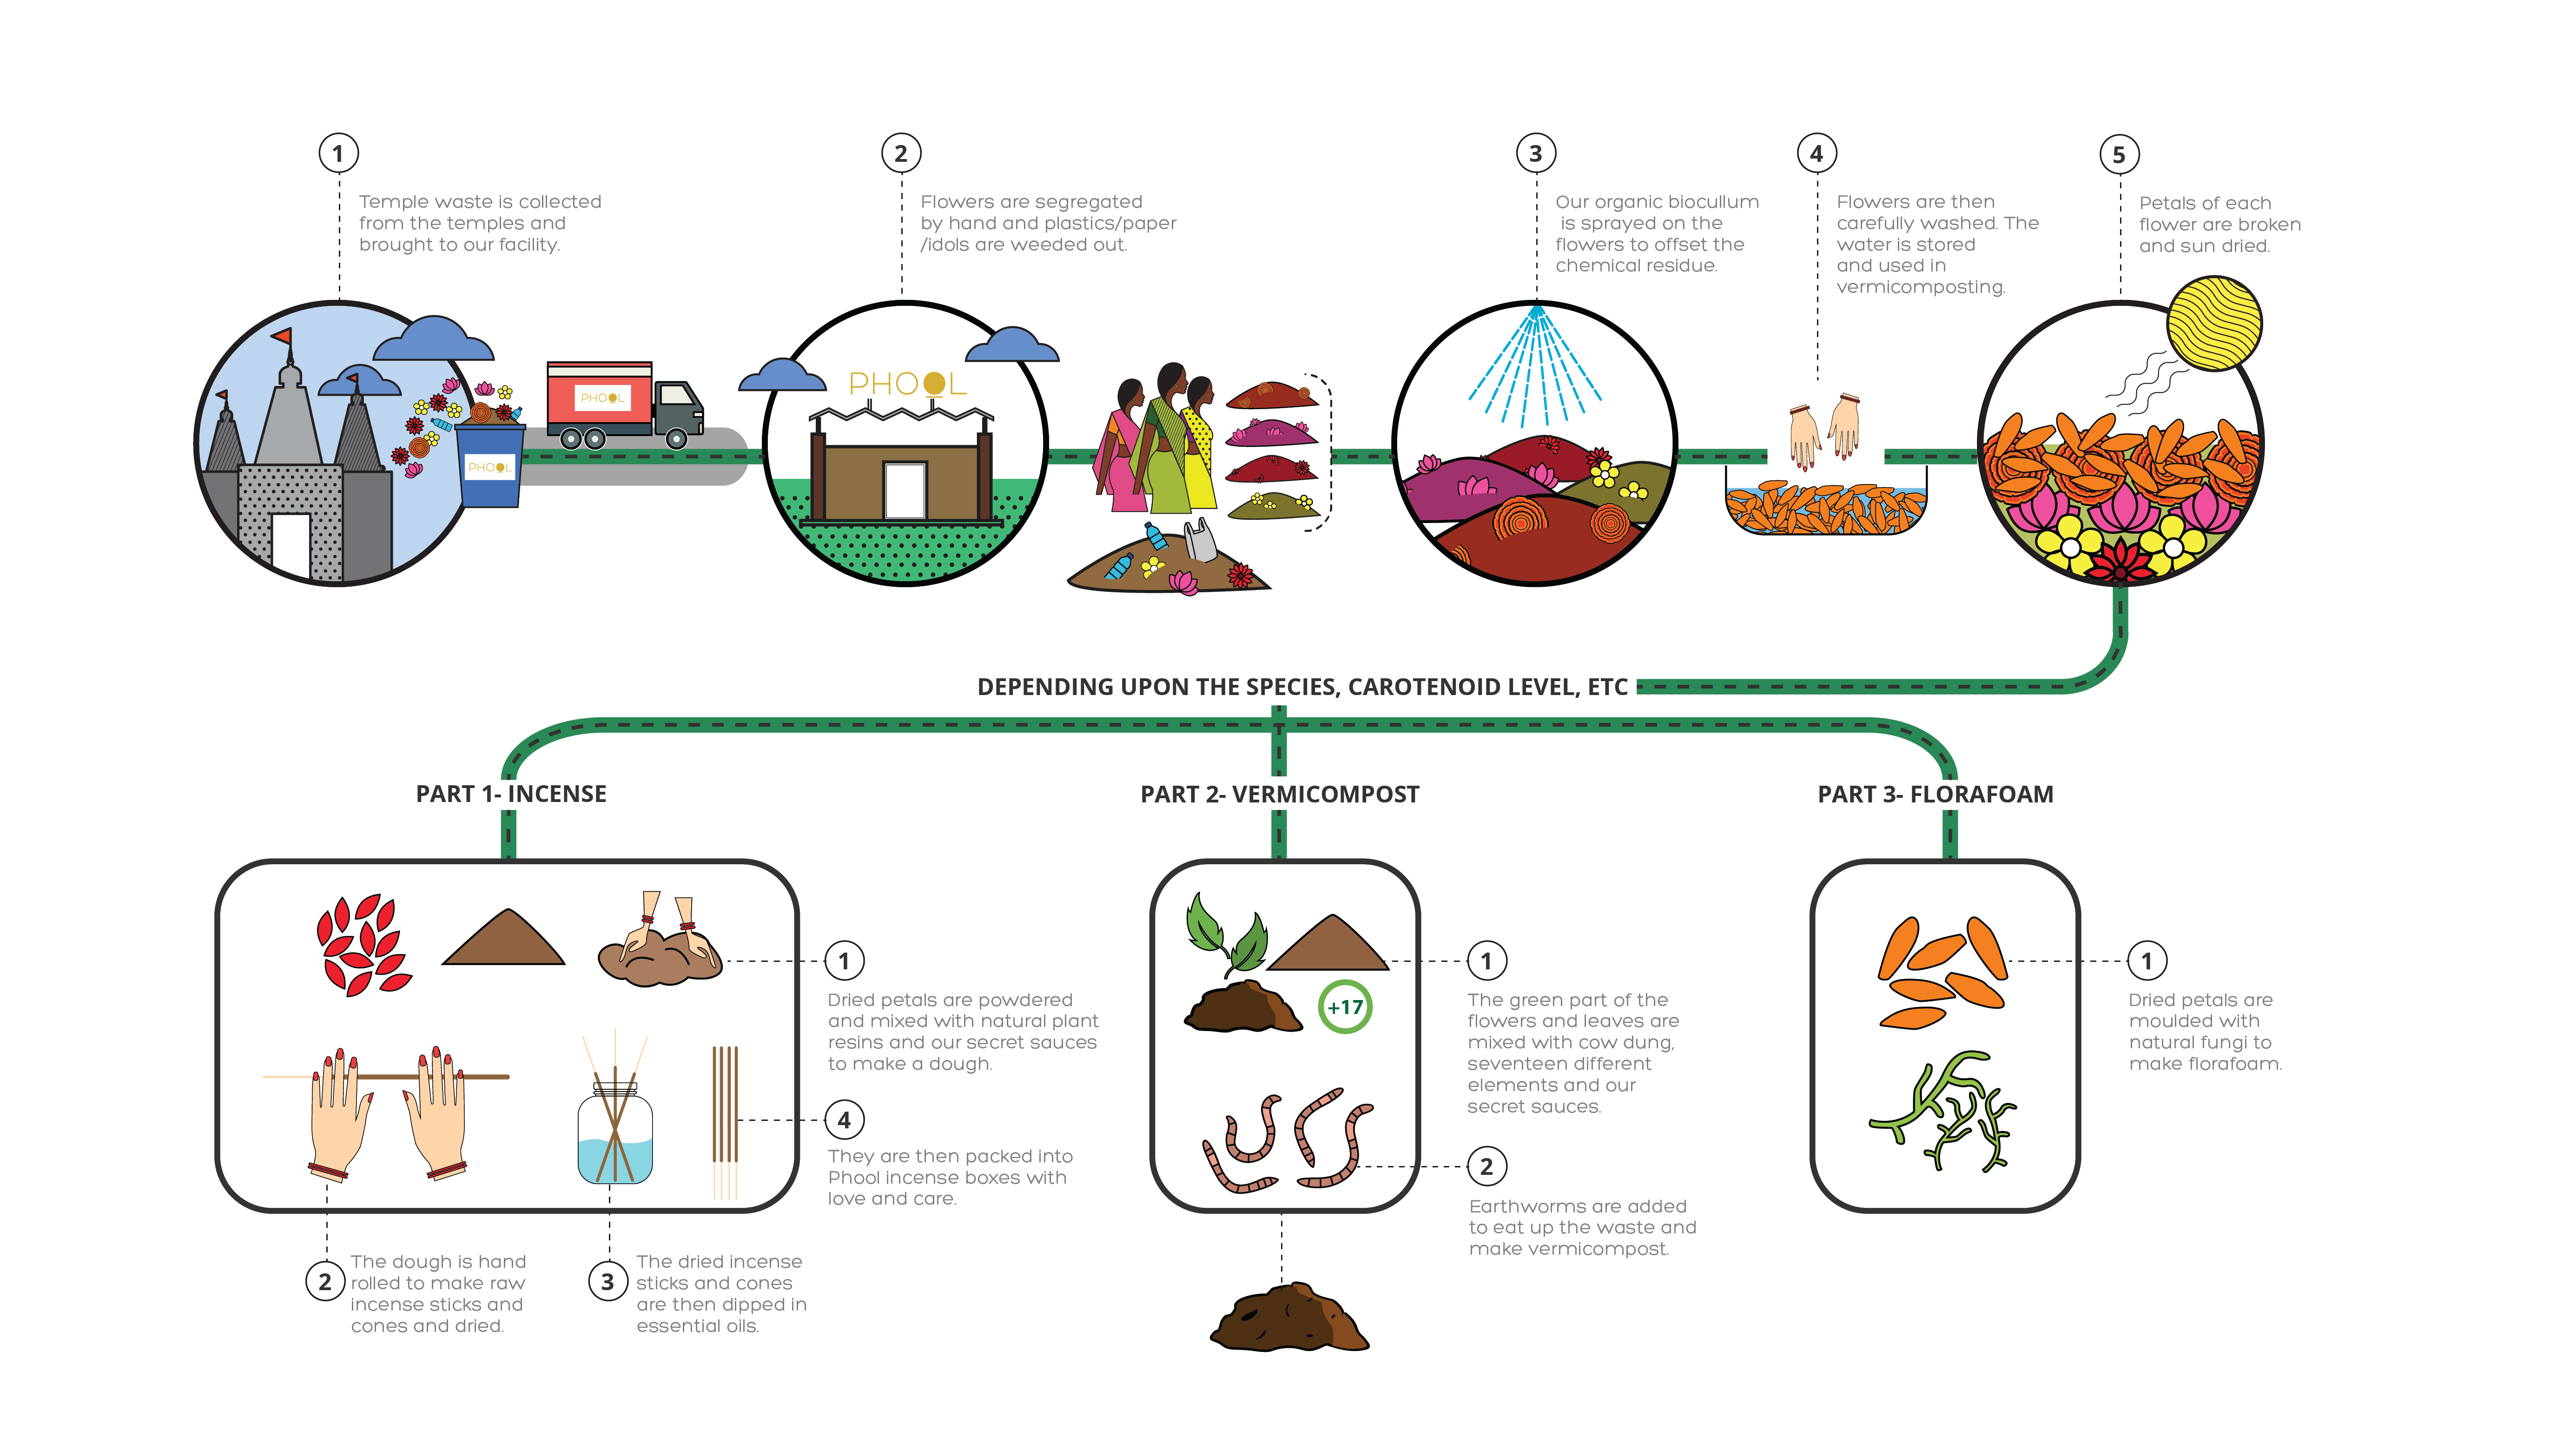 1
Temple waste is collected
from the temples and
brought to our facility.
2
Flowers are segregated
by hand and plastics/paper
/idols are weeded out.
3
Our organic biocullum
is sprayed on the
flowers to offset the
chemical residue.
4
Flowers are then
carefully washed. The
water is stored
and used in
vermicomposting.
5
Petals of each
flower are broken
and sun dried.
PHOOL
PHOOL
PHOOL
DEPENDING UPON THE SPECIES, CAROTENOID LEVEL, ETC
PART 1- INCENSE
1
Dried petals are powdered
and mixed with natural plant
resins and our secret sauces
to make a dough.
2
The dough is hand
rolled to make raw
incense sticks and
cones and dried.
3
The dried incense
sticks and cones
are then dipped in
essential oils.
4
They are then packed into
Phool incense boxes with
love and care.
PART 2- VERMICOMPOST
+17
1
The green part of the
flowers and leaves are
mixed with cow dung,
seventeen different
elements and our
secret sauces.
2
Earthworms are added
to eat up the waste and
make vermicompost.
PART 3- FLORAFOAM
1
Dried petals are
moulded with
natural fungi to
make florafoam.